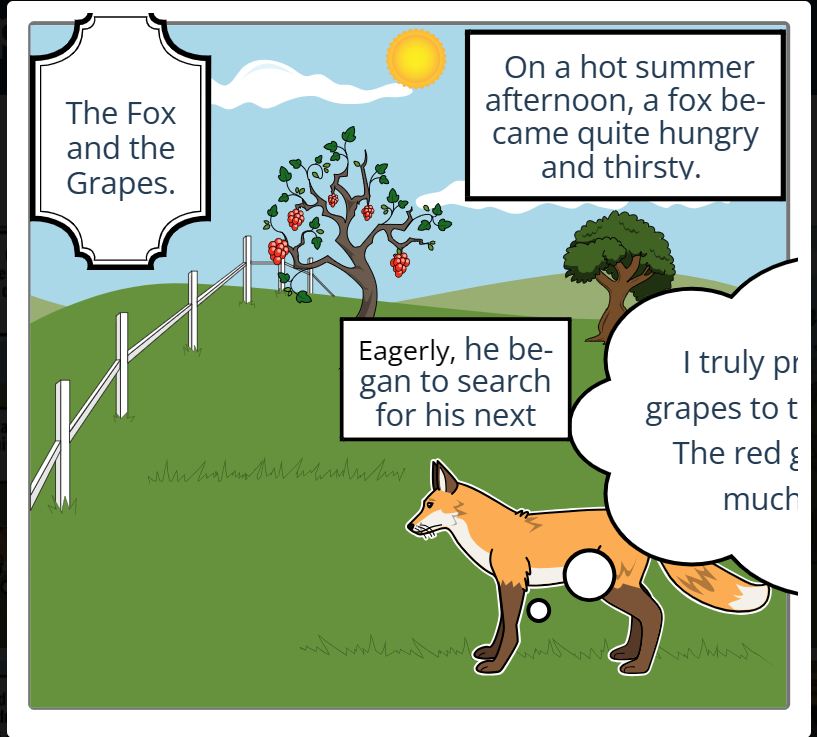 The Fox
and the
Grapes.
On a hot summer
afternoon, a fox be-
came quite hungry
and thirsty.
Eagerly, he be-
gan to search
for his next
I truly pr
grapes to t
The red g
much